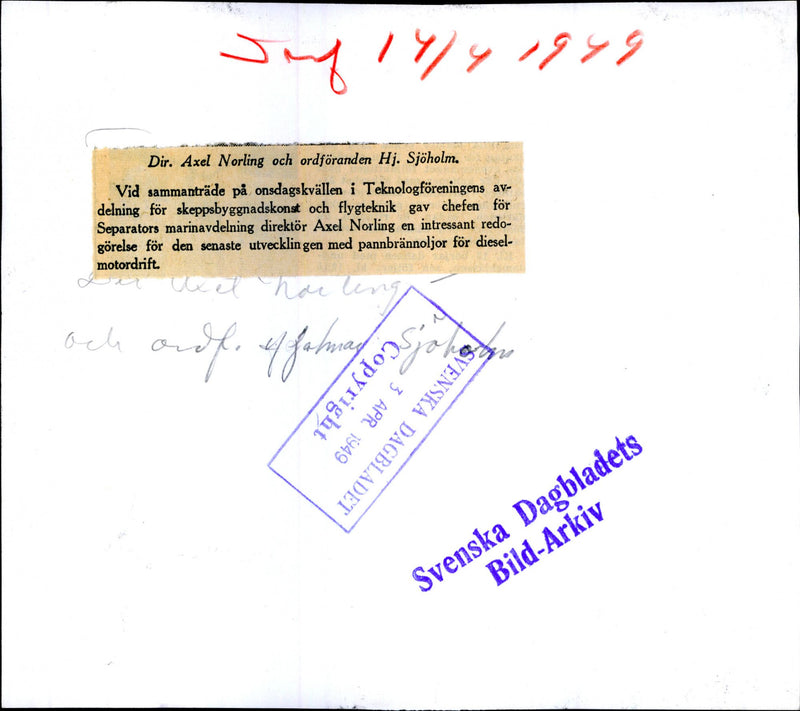 14/4 1949
Dir. Axel Norling och ordföranden Hj. Sjöholm.
Vid sammanträde på onsdagskvällen i Teknologföreningens av-
delning för skeppsbyggnadskonst och flygteknik gav chefen för
Separators marinavdelning direktör Axel Norling en intressant redo-
görelse för den senaste utvecklingen med pannbrännoljor för diesel-
motordrift.
Dir Axel Norling
och ordf. Hjalmar Sjöholm
SVENSKA DAGBLADET
3 APR 1949
Copyright
Svenska Dagbladets
Bild-Arkiv